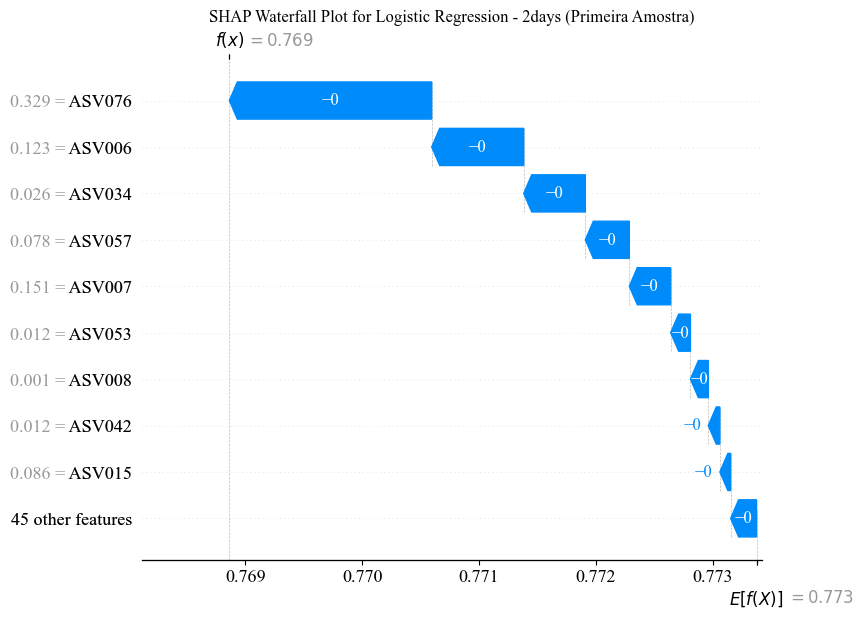 SHAP Waterfall Plot for Logistic Regression - 2days (Primeira Amostra)
f(x) = 0.769
0.329 = ASV076 −0
0.123 = ASV006 −0
0.026 = ASV034 −0
0.078 = ASV057 −0
0.151 = ASV007 −0
0.012 = ASV053 −0
0.001 = ASV008 −0
0.012 = ASV042 −0
0.086 = ASV015 −0
45 other features −0
0.769 0.770 0.771 0.772 0.773
E[f(X)] = 0.773